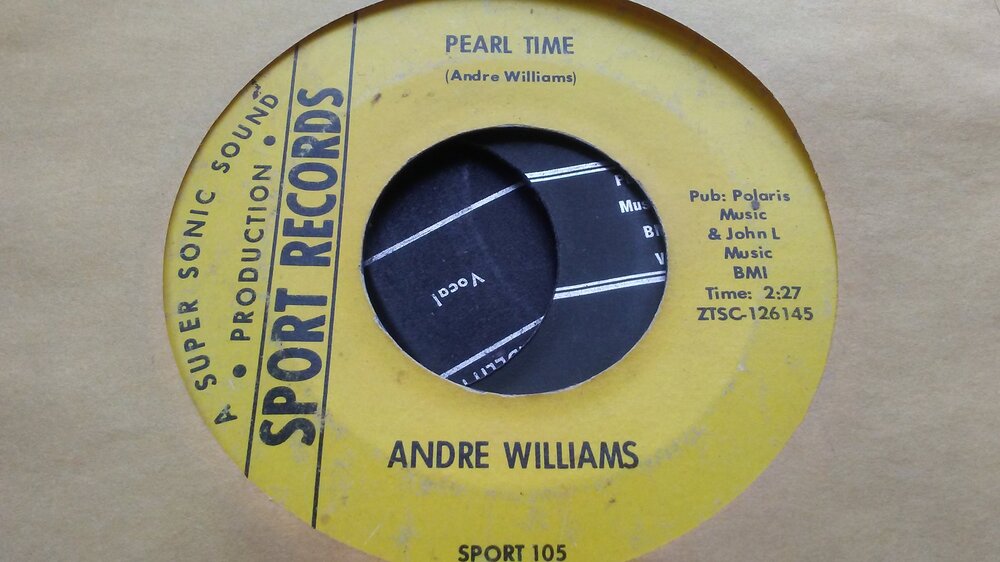 PEARL TIME
(Andre Williams)
A SUPER SONIC SOUND
• PRODUCTION •
SPORT RECORDS
Pub: Polaris
Music
& John L
Music
BMI
Time: 2:27
ZTSC-126145
Vocal
ANDRE WILLIAMS
SPORT 105